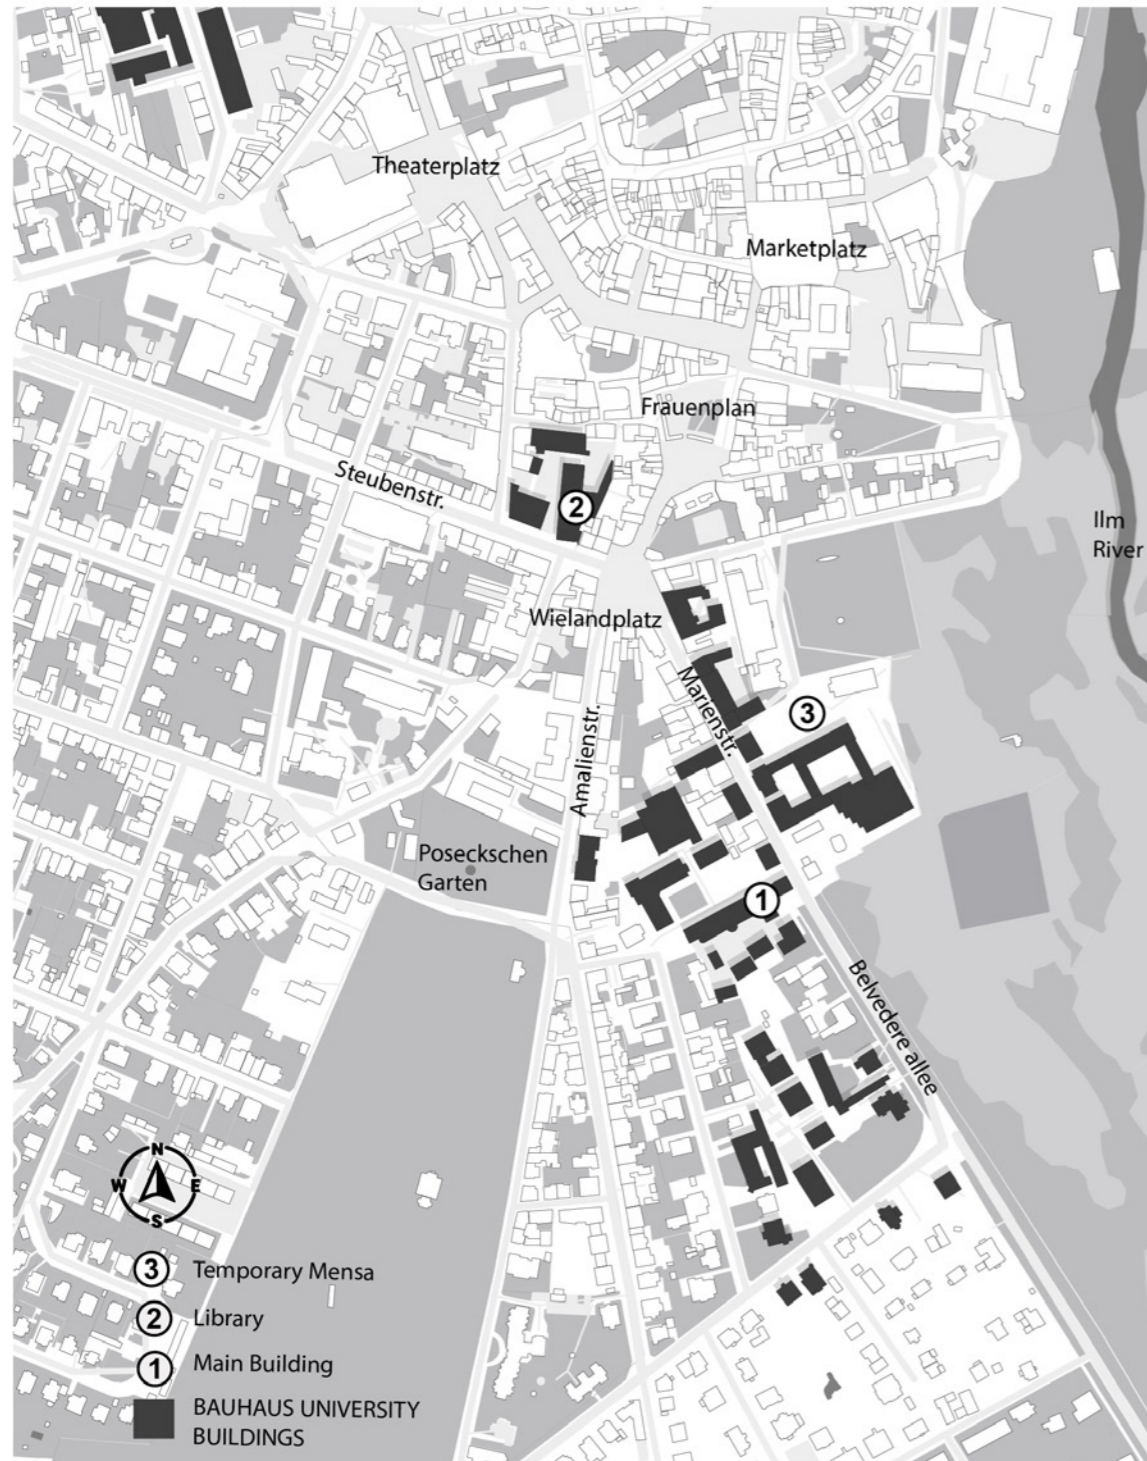 Theaterplatz
Marketplatz
Frauenplan
Steubenstr.
2
Ilm
River
Wielandplatz
Marienstr.
3
Amalienstr.
Poseckschen
Garten
1
Belvedere allee
N
W E
S
3 Temporary Mensa
2 Library
1 Main Building
BAUHAUS UNIVERSITY
BUILDINGS